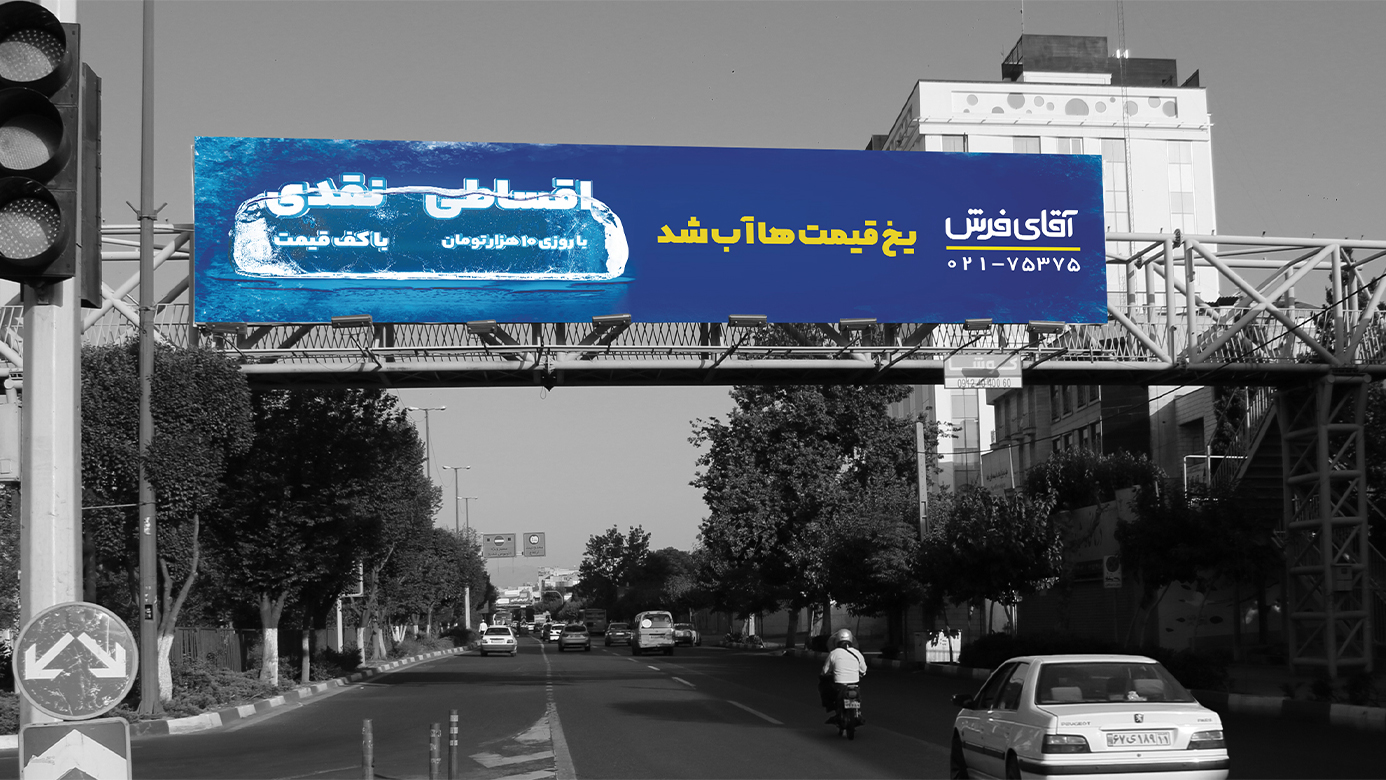 آقای فرش
۰۲۱-۷۵۳۷۵
یخ قیمت ها آب شد
اقساطی
با روزی ۱۰ هزار تومان
نقدی
با کف قیمت
PEUGEOT